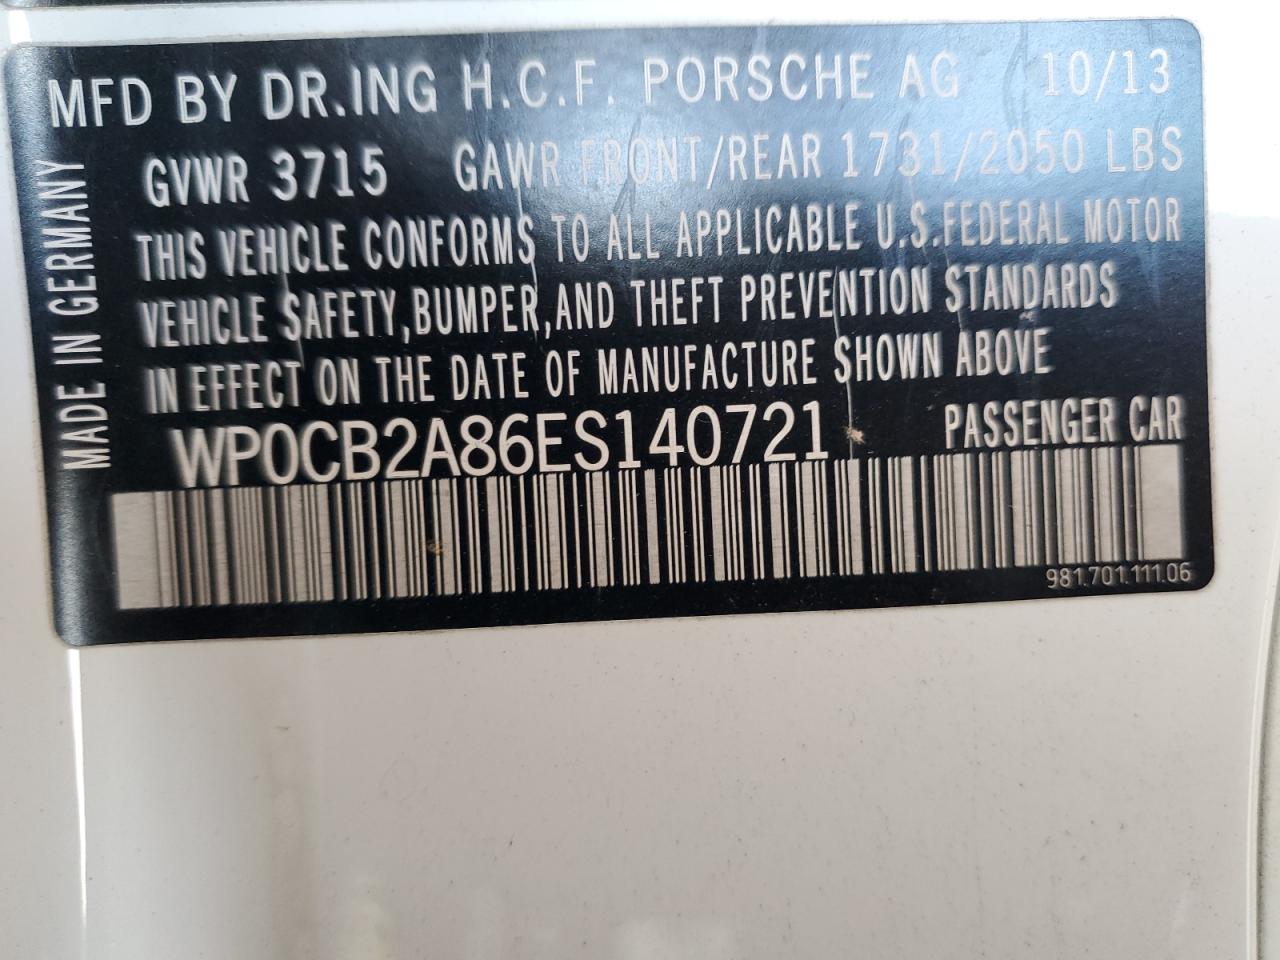 MFD BY DR.ING H.C.F. PORSCHE AG 10/13
GVWR 3715 GAWR FRONT/REAR 1731/2050 LBS
THIS VEHICLE CONFORMS TO ALL APPLICABLE U.S.FEDERAL MOTOR
VEHICLE SAFETY,BUMPER,AND THEFT PREVENTION STANDARDS
IN EFFECT ON THE DATE OF MANUFACTURE SHOWN ABOVE
WP0CB2A86ES140721 PASSENGER CAR
981.701.111.06
MADE IN GERMANY